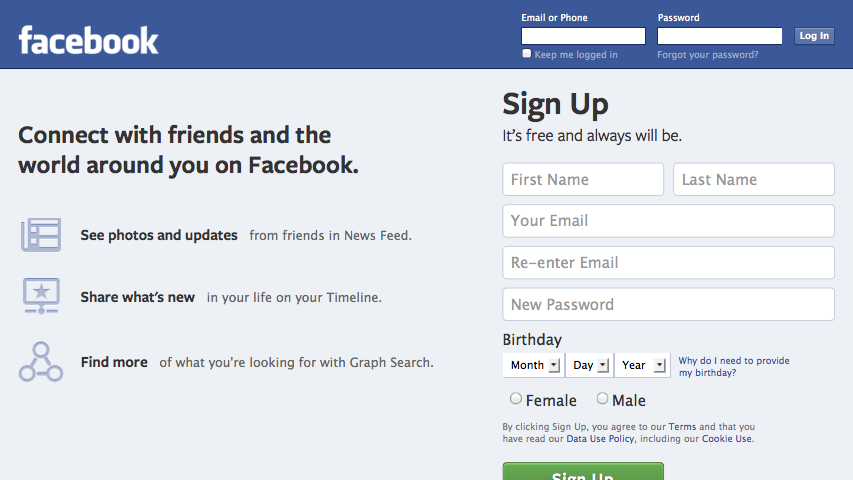 facebook
Email or Phone
Password
Log In
Keep me logged in
Forgot your password?
Connect with friends and the
world around you on Facebook.
See photos and updates from friends in News Feed.
Share what's new in your life on your Timeline.
Find more of what you're looking for with Graph Search.
Sign Up
It's free and always will be.
First Name
Last Name
Your Email
Re-enter Email
New Password
Birthday
Month
Day
Year
Why do I need to provide
my birthday?
Female
Male
By clicking Sign Up, you agree to our Terms and that you
have read our Data Use Policy, including our Cookie Use.
Sign Up